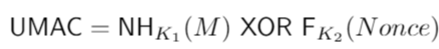 UMAC = NH_{K_1}(M) XOR F_{K_2}(Nonce)